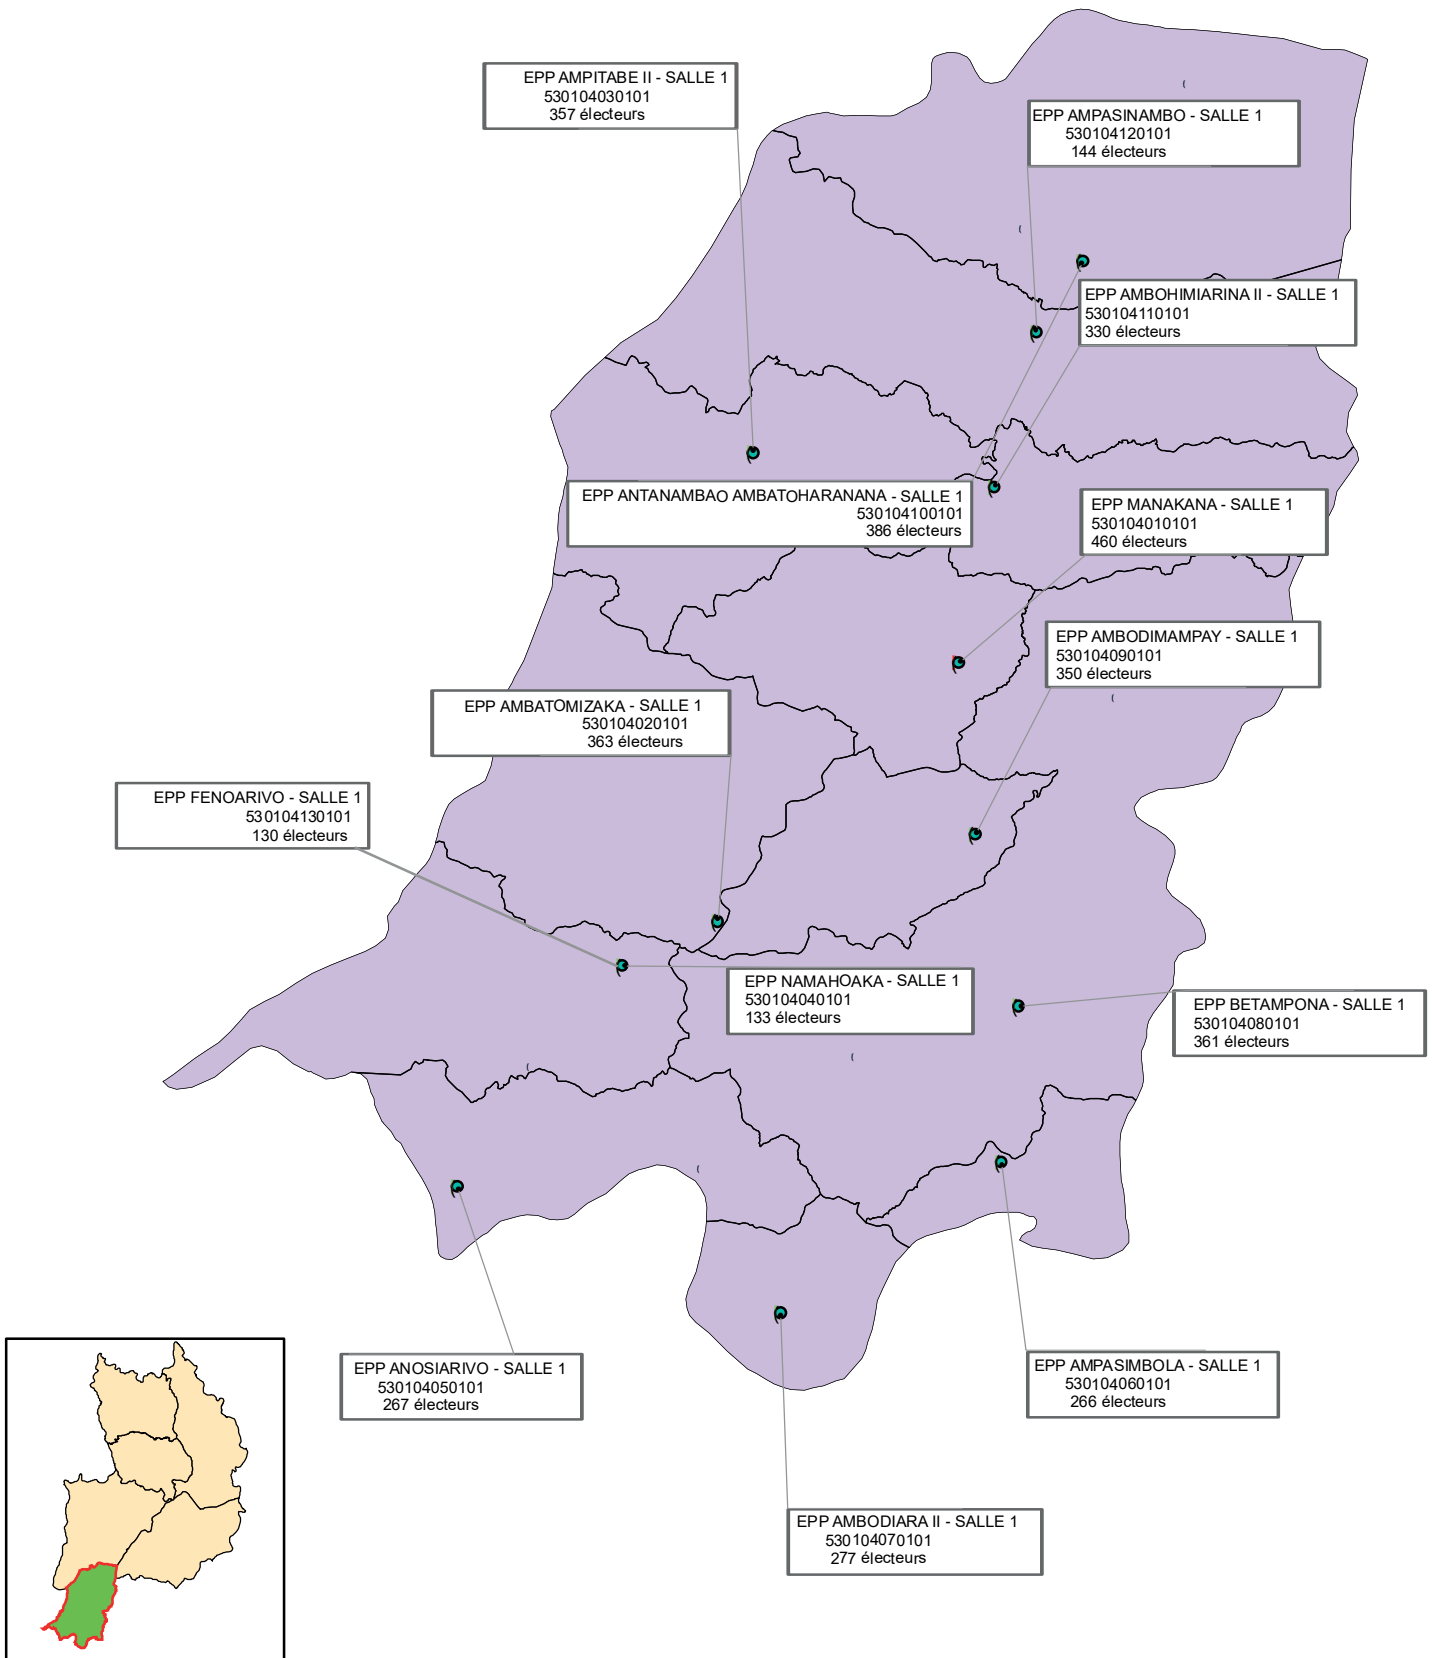 EPP AMPITABE II - SALLE 1
530104030101
357 électeurs
EPP AMPASINAMBO - SALLE 1
530104120101
144 électeurs
EPP AMBOHIMIARINA II - SALLE 1
530104110101
330 électeurs
EPP ANTANAMBAO AMBATOHARANANA - SALLE 1
530104100101
386 électeurs
EPP MANAKANA - SALLE 1
530104010101
460 électeurs
EPP AMBODIMAMPAY - SALLE 1
530104090101
350 électeurs
EPP AMBATOMIZAKA - SALLE 1
530104020101
363 électeurs
EPP FENOARIVO - SALLE 1
530104130101
130 électeurs
EPP NAMAHOAKA - SALLE 1
530104040101
133 électeurs
EPP BETAMPONA - SALLE 1
530104080101
361 électeurs
EPP ANOSIARIVO - SALLE 1
530104050101
267 électeurs
EPP AMPASIMBOLA - SALLE 1
530104060101
266 électeurs
EPP AMBODIARA II - SALLE 1
530104070101
277 électeurs